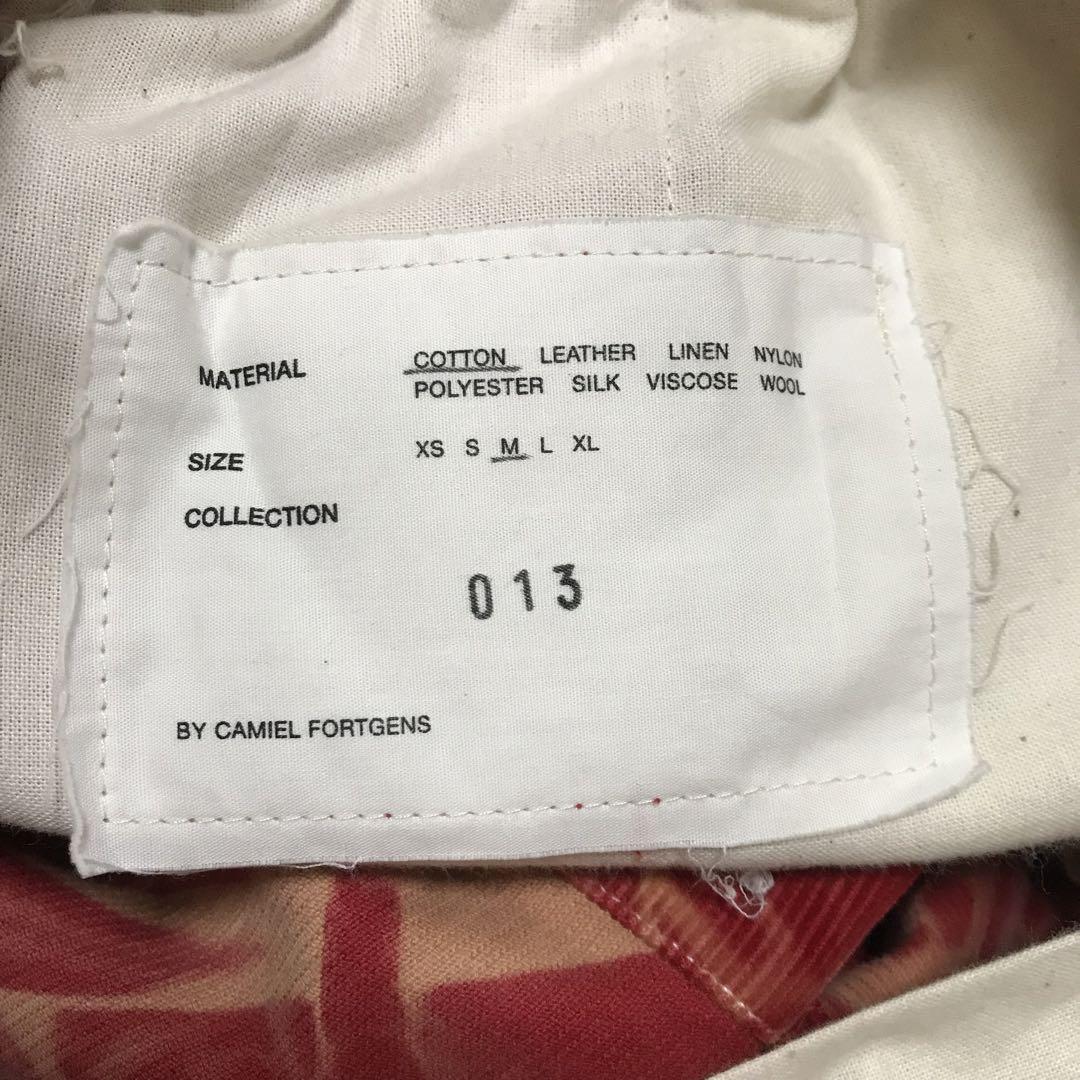 MATERIAL COTTON LEATHER LINEN NYLON
POLYESTER SILK VISCOSE WOOL
SIZE XS S M L XL
COLLECTION
013
BY CAMIEL FORTGENS